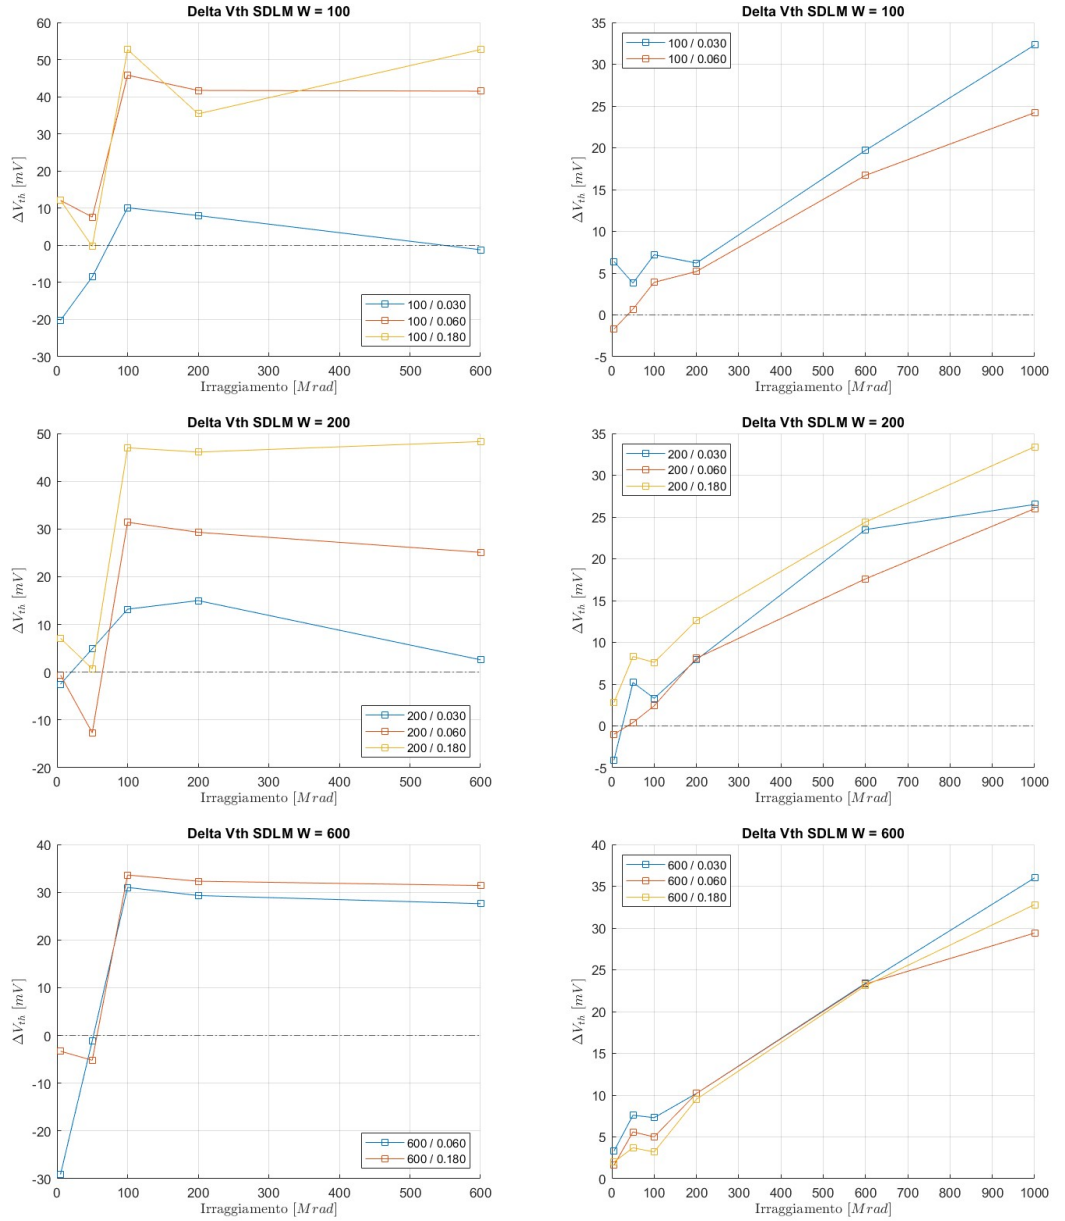 Delta Vth SDLM W = 100
60
50
40
30
20
10
0
-10
-20
-30
ΔV_th [mV]
100 / 0.030
100 / 0.060
100 / 0.180
0 100 200 300 400 500 600
Irraggiamento [Mrad]
Delta Vth SDLM W = 100
35
30
25
20
15
10
5
0
-5
ΔV_th [mV]
100 / 0.030
100 / 0.060
0 100 200 300 400 500 600 700 800 900 1000
Irraggiamento [Mrad]
Delta Vth SDLM W = 200
50
40
30
20
10
0
-10
-20
ΔV_th [mV]
200 / 0.030
200 / 0.060
200 / 0.180
0 100 200 300 400 500 600
Irraggiamento [Mrad]
Delta Vth SDLM W = 200
35
30
25
20
15
10
5
0
-5
ΔV_th [mV]
200 / 0.030
200 / 0.060
200 / 0.180
0 100 200 300 400 500 600 700 800 900 1000
Irraggiamento [Mrad]
Delta Vth SDLM W = 600
40
30
20
10
0
-10
-20
-30
ΔV_th [mV]
600 / 0.060
600 / 0.180
0 100 200 300 400 500 600
Irraggiamento [Mrad]
Delta Vth SDLM W = 600
40
35
30
25
20
15
10
5
0
ΔV_th [mV]
600 / 0.030
600 / 0.060
600 / 0.180
0 100 200 300 400 500 600 700 800 900 1000
Irraggiamento [Mrad]